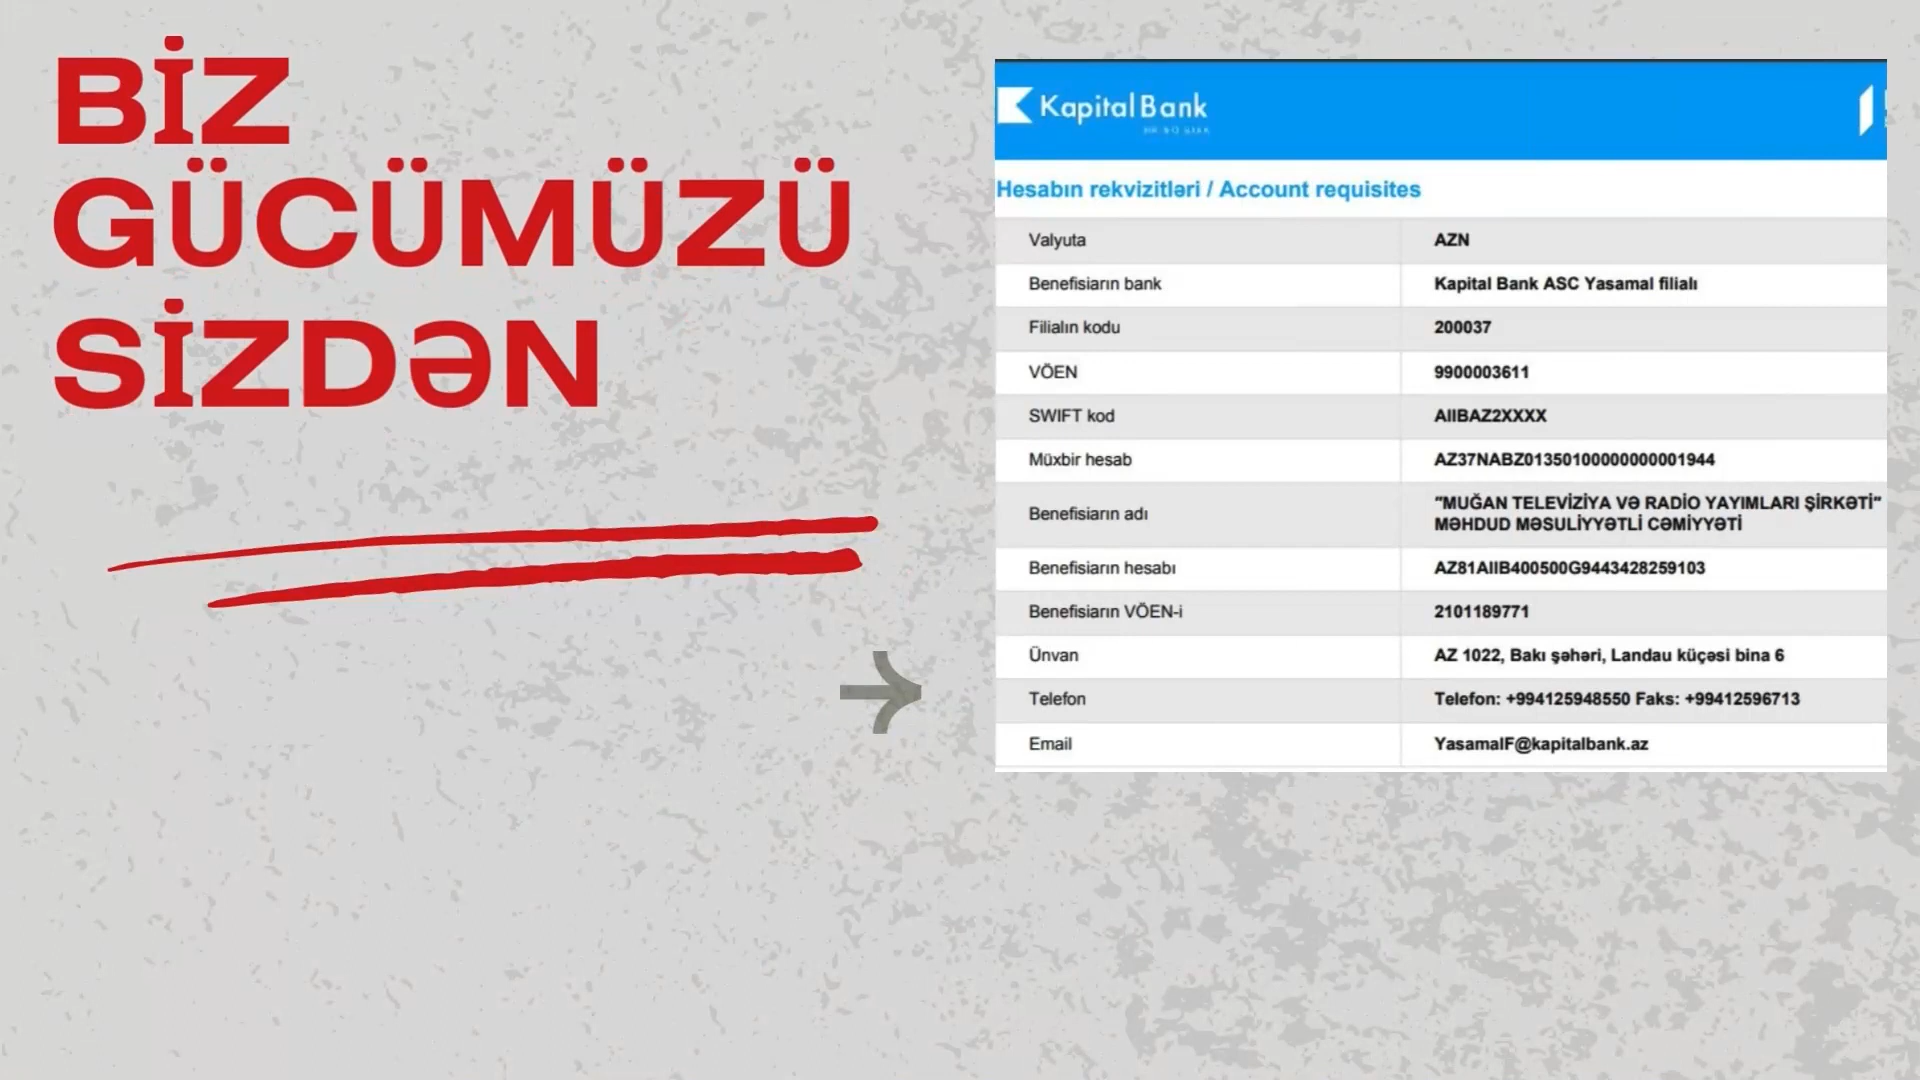 BİZ
GÜCÜMÜZÜ
SİZDƏN
Kapital Bank
Hesabın rekvizitləri / Account requisites
Valyuta AZN
Benefisiarın bank Kapital Bank ASC Yasamal filialı
Filialın kodu 200037
VÖEN 9900003611
SWIFT kod AIIBAZ2XXXX
Müxbir hesab AZ37NABZ01350100000000001944
Benefisiarın adı "MUĞAN TELEVİZİYA VƏ RADİO YAYIMLARI ŞİRKƏTİ"
MƏHDUD MƏSULİYYƏTLİ CƏMİYYƏTİ
Benefisiarın hesabı AZ81AIIB400500G9443428259103
Benefisiarın VÖEN-i 2101189771
Ünvan AZ 1022, Bakı şəhəri, Landau küçəsi bina 6
Telefon Telefon: +994125948550 Faks: +99412596713
Email YasamalF@kapitalbank.az